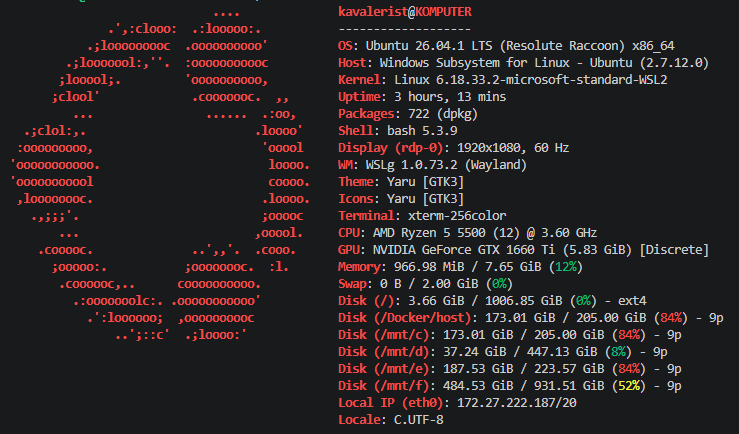 kavalerist@KOMPUTER
-------------------
OS: Ubuntu 26.04.1 LTS (Resolute Raccoon) x86_64
Host: Windows Subsystem for Linux - Ubuntu (2.7.12.0)
Kernel: Linux 6.18.33.2-microsoft-standard-WSL2
Uptime: 3 hours, 13 mins
Packages: 722 (dpkg)
Shell: bash 5.3.9
Display (rdp-0): 1920x1080, 60 Hz
WM: WSLg 1.0.73.2 (Wayland)
Theme: Yaru [GTK3]
Icons: Yaru [GTK3]
Terminal: xterm-256color
CPU: AMD Ryzen 5 5500 (12) @ 3.60 GHz
GPU: NVIDIA GeForce GTX 1660 Ti (5.83 GiB) [Discrete]
Memory: 966.98 MiB / 7.65 GiB (12%)
Swap: 0 B / 2.00 GiB (0%)
Disk (/): 3.66 GiB / 1006.85 GiB (0%) - ext4
Disk (/Docker/host): 173.01 GiB / 205.00 GiB (84%) - 9p
Disk (/mnt/c): 173.01 GiB / 205.00 GiB (84%) - 9p
Disk (/mnt/d): 37.24 GiB / 447.13 GiB (8%) - 9p
Disk (/mnt/e): 187.53 GiB / 223.57 GiB (84%) - 9p
Disk (/mnt/f): 484.53 GiB / 931.51 GiB (52%) - 9p
Local IP (eth0): 172.27.222.187/20
Locale: C.UTF-8